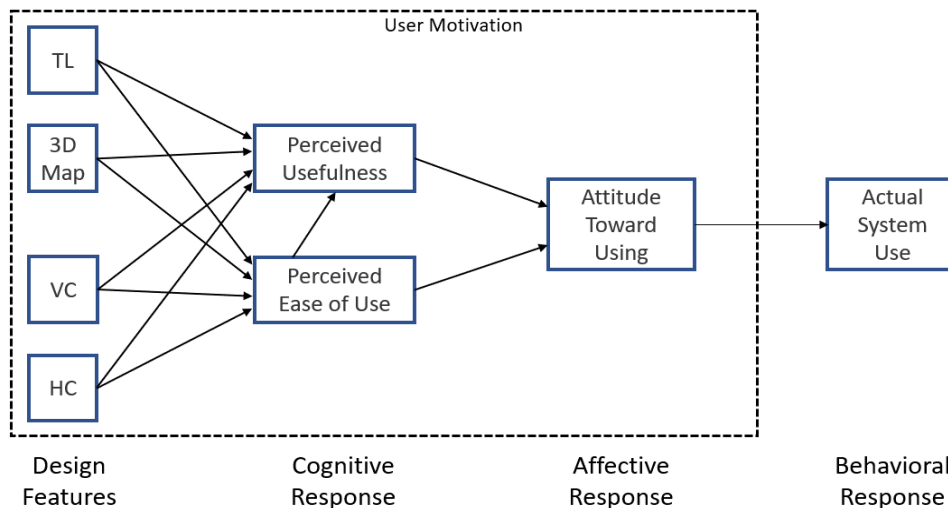 User Motivation
TL
3D
Map
VC
HC
Perceived
Usefulness
Perceived
Ease of Use
Attitude
Toward
Using
Actual
System
Use
Design
Features
Cognitive
Response
Affective
Response
Behavioral
Response